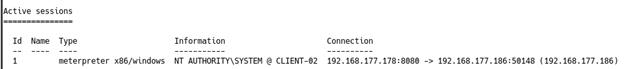 Active sessions
===============
Id  Name  Type                     Information                      Connection
--  ----  ----                     -----------                      ----------
1         meterpreter x86/windows  NT AUTHORITY\SYSTEM @ CLIENT-02  192.168.177.178:8080 -> 192.168.177.186:50148 (192.168.177.186)